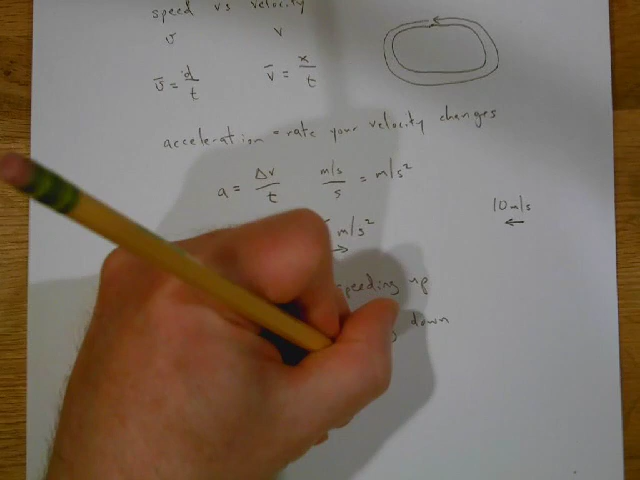 speed vs velocity
v v
v̄ = d/t v̄ = x/t
acceleration = rate your velocity changes
a = Δv/t m/s/s = m/s²
10 m/s
m/s²
speeding up
down